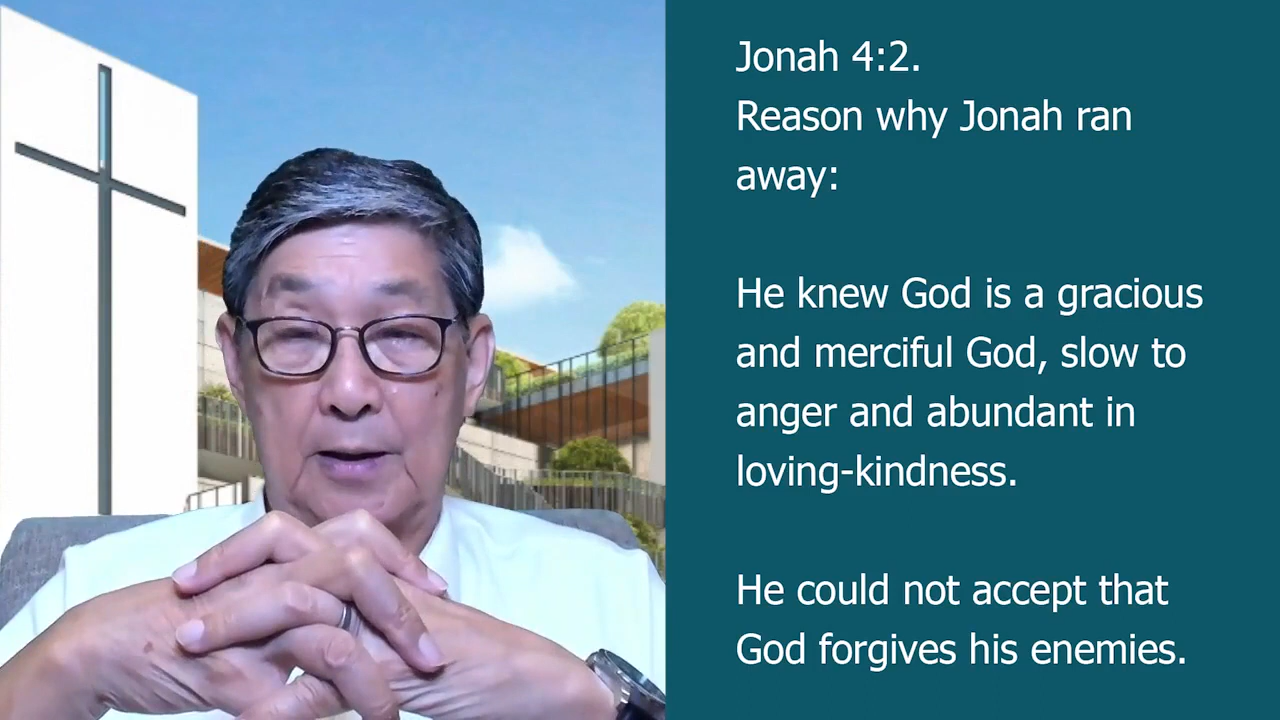 Jonah 4:2.
Reason why Jonah ran
away:
He knew God is a gracious
and merciful God, slow to
anger and abundant in
loving-kindness.
He could not accept that
God forgives his enemies.